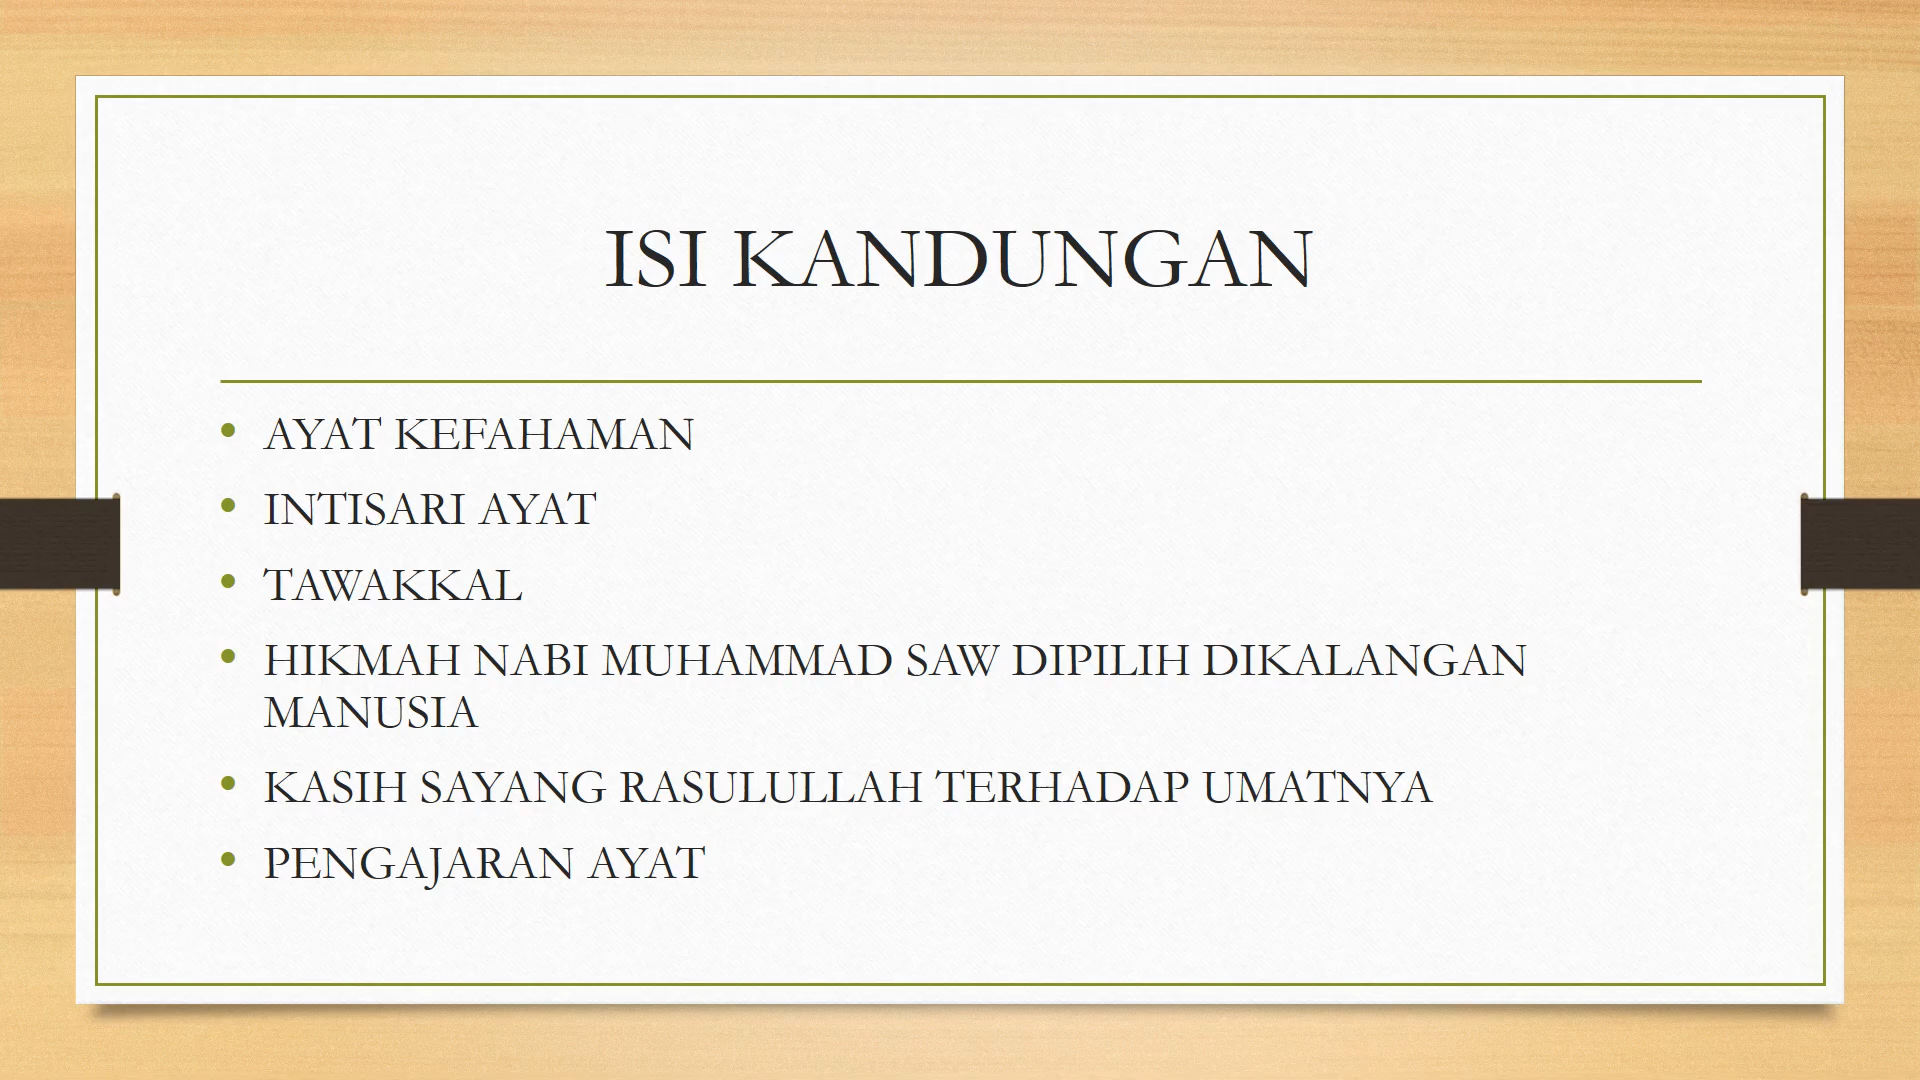 ISI KANDUNGAN
• AYAT KEFAHAMAN
• INTISARI AYAT
• TAWAKKAL
• HIKMAH NABI MUHAMMAD SAW DIPILIH DIKALANGAN
MANUSIA
• KASIH SAYANG RASULULLAH TERHADAP UMATNYA
• PENGAJARAN AYAT